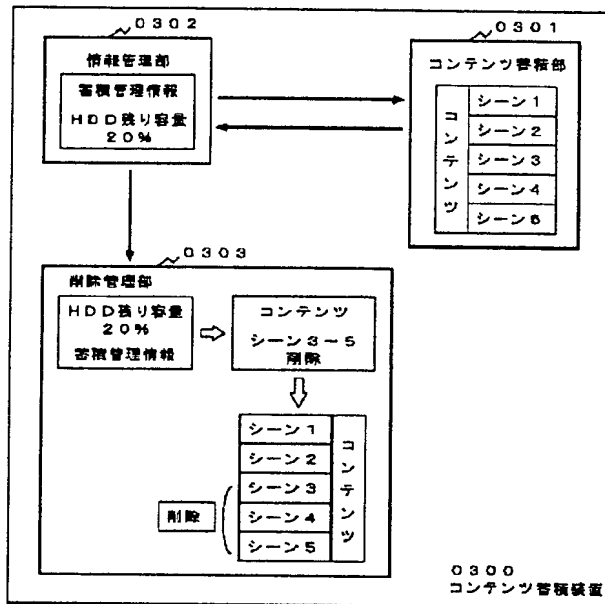 0302
情報管理部
蓄積管理情報
HDD残り容量
20%
0301
コンテンツ蓄積部
コンテンツ
シーン1
シーン2
シーン3
シーン4
シーン5
0303
削除管理部
HDD残り容量
20%
蓄積管理情報
コンテンツ
シーン3〜5
削除
シーン1
シーン2
シーン3
シーン4
シーン5
コンテンツ
削除
0300
コンテンツ蓄積装置